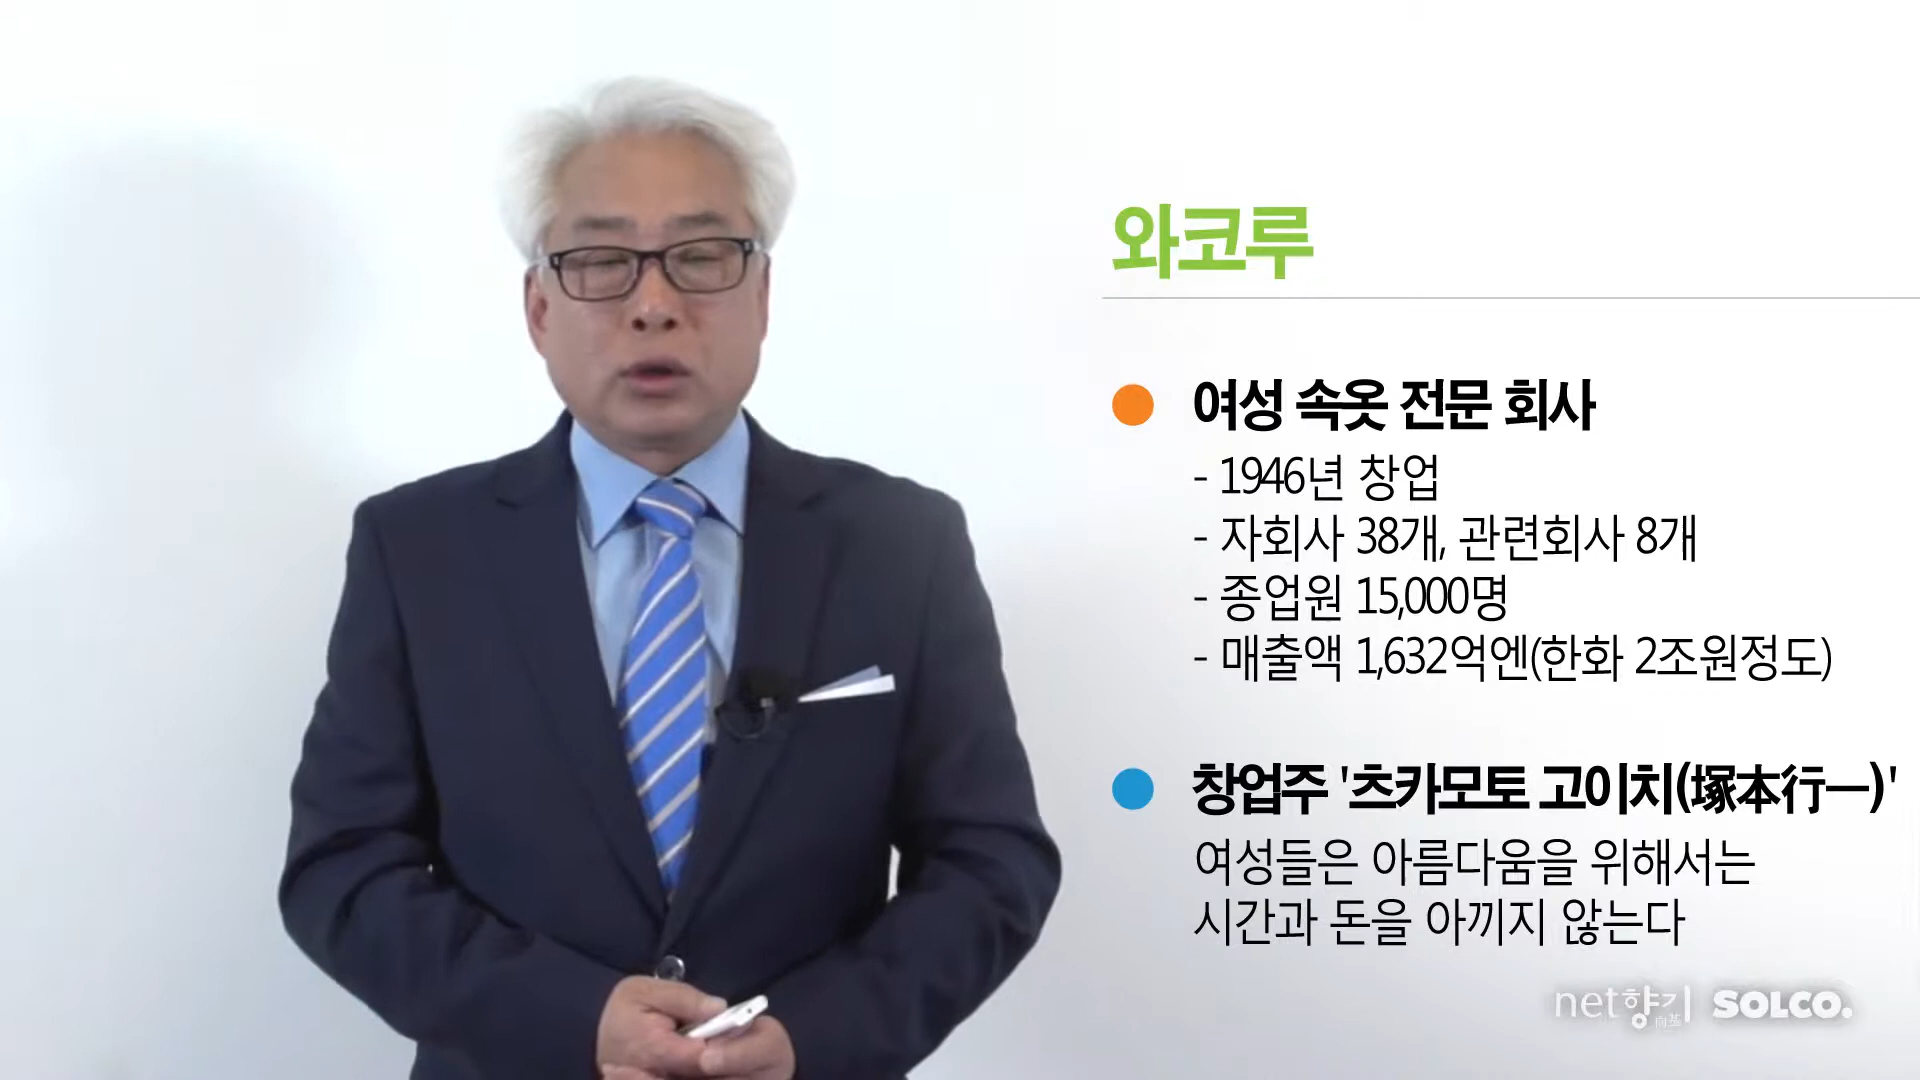 와코루
여성 속옷 전문 회사
- 1946년 창업
- 자회사 38개, 관련회사 8개
- 종업원 15,000명
- 매출액 1,632억엔(한화 2조원정도)
창업주 '츠카모토 고이치(塚本行一)'
여성들은 아름다움을 위해서는
시간과 돈을 아끼지 않는다
net향기 SOLCO.